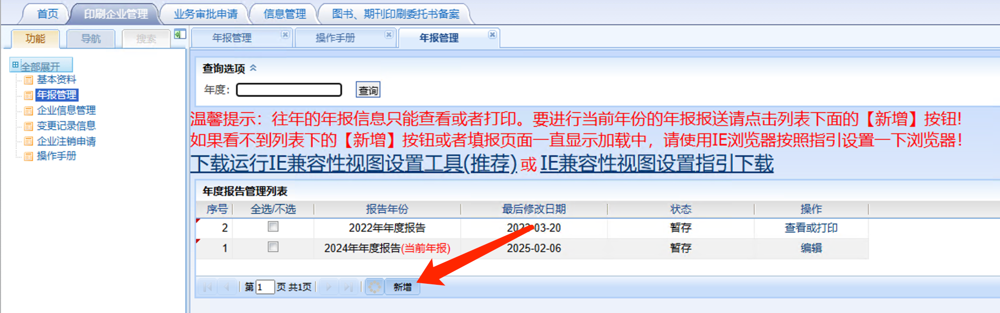 首页 印刷企业管理 业务审批申请 信息管理 图书、期刊印刷委托书备案
功能 导航 搜索 年报管理 操作手册 年报管理
全部展开
基本资料
年报管理
企业信息管理
变更记录信息
企业注销申请
操作手册
查询选项
年度： 查询
温馨提示：往年的年报信息只能查看或者打印。要进行当前年份的年报报送请点击列表下面的【新增】按钮！
如果看不到列表下的【新增】按钮或者填报页面一直显示加载中，请使用IE浏览器按照指引设置一下浏览器！
下载运行IE兼容性视图设置工具(推荐) 或 IE兼容性视图设置指引下载
年度报告管理列表
序号 全选/不选 报告年份 最后修改日期 状态 操作
2 2022年年度报告 03-20 暂存 查看或打印
1 2024年年度报告(当前年报) 2025-02-06 暂存 编辑
第 1 页 共1页 新增